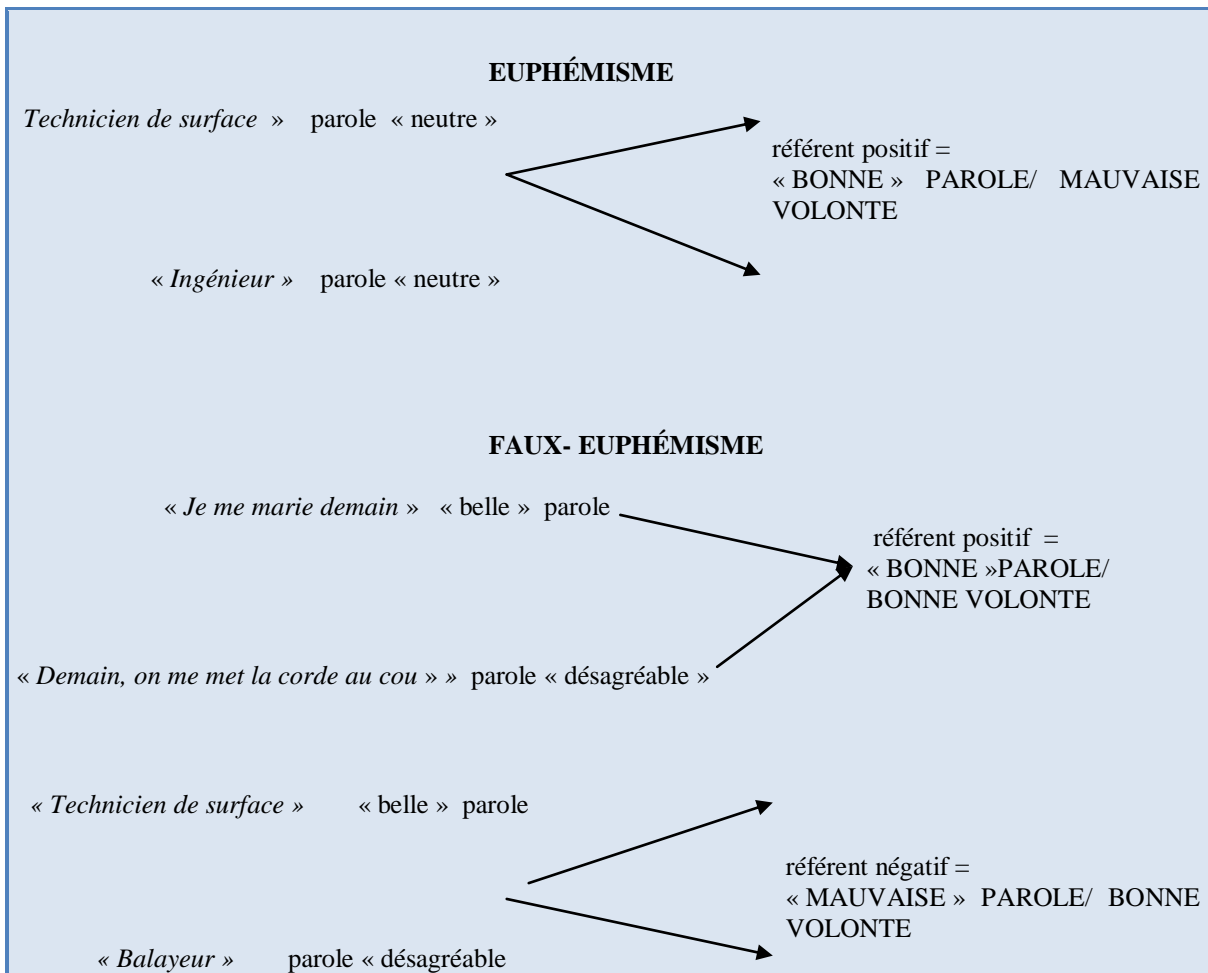 EUPHÉMISME
Technicien de surface » parole « neutre »
référent positif =
« BONNE » PAROLE/ MAUVAISE
VOLONTE
« Ingénieur » parole « neutre »
FAUX- EUPHÉMISME
« Je me marie demain » « belle » parole
référent positif =
« BONNE »PAROLE/
BONNE VOLONTE
« Demain, on me met la corde au cou » » parole « désagréable »
« Technicien de surface » « belle » parole
référent négatif =
« MAUVAISE » PAROLE/ BONNE
VOLONTE
« Balayeur » parole « désagréable